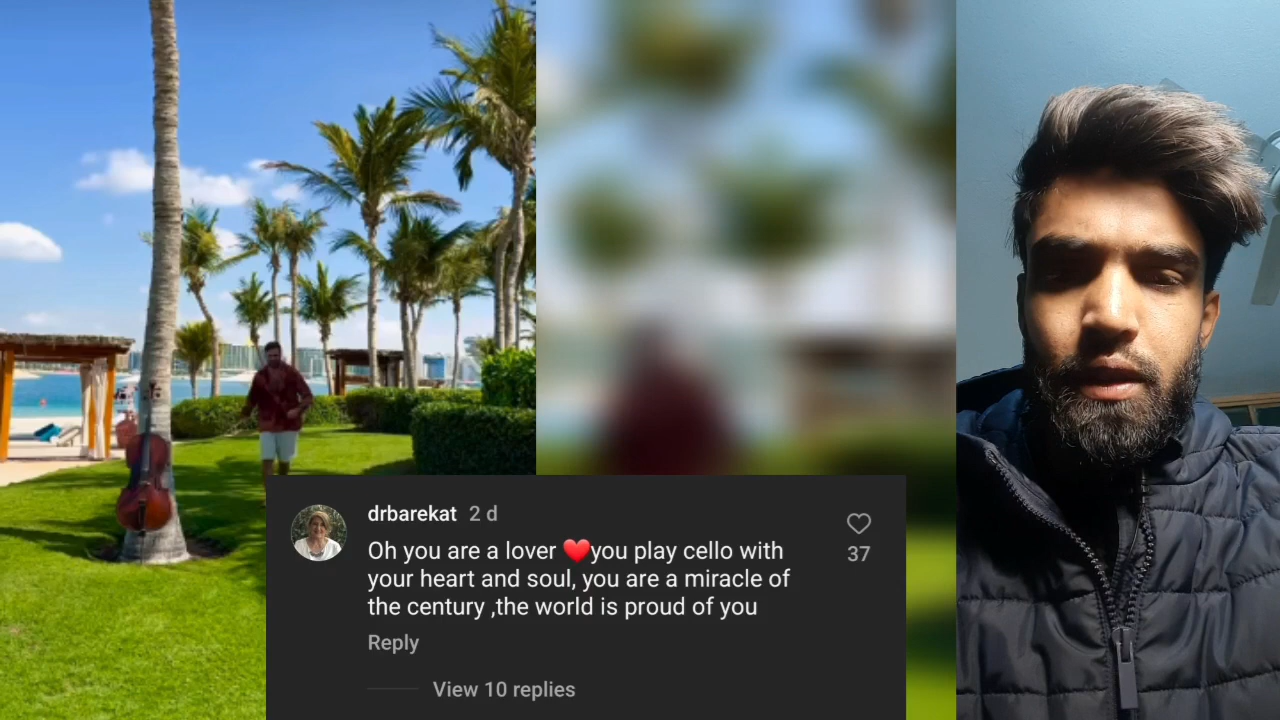 drbarekat 2 d
Oh you are a lover ❤️you play cello with
your heart and soul, you are a miracle of
the century ,the world is proud of you
37
Reply
View 10 replies